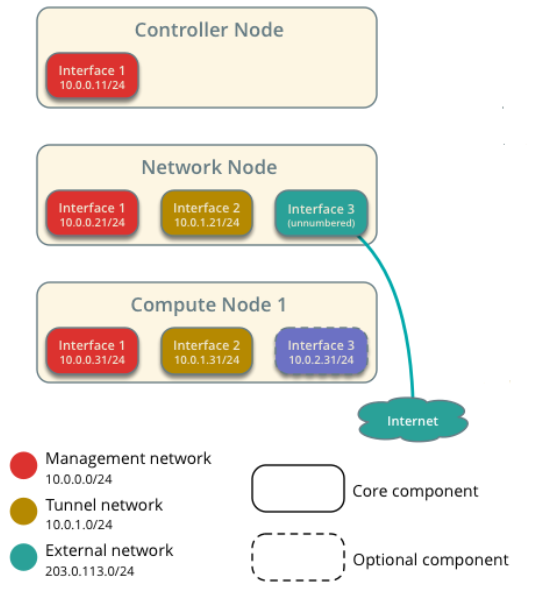 Controller Node
Interface 1
10.0.0.11/24
Network Node
Interface 1
10.0.0.21/24
Interface 2
10.0.1.21/24
Interface 3
(unnumbered)
Compute Node 1
Interface 1
10.0.0.31/24
Interface 2
10.0.1.31/24
Interface 3
10.0.2.31/24
Internet
Management network
10.0.0.0/24
Tunnel network
10.0.1.0/24
External network
203.0.113.0/24
Core component
Optional component